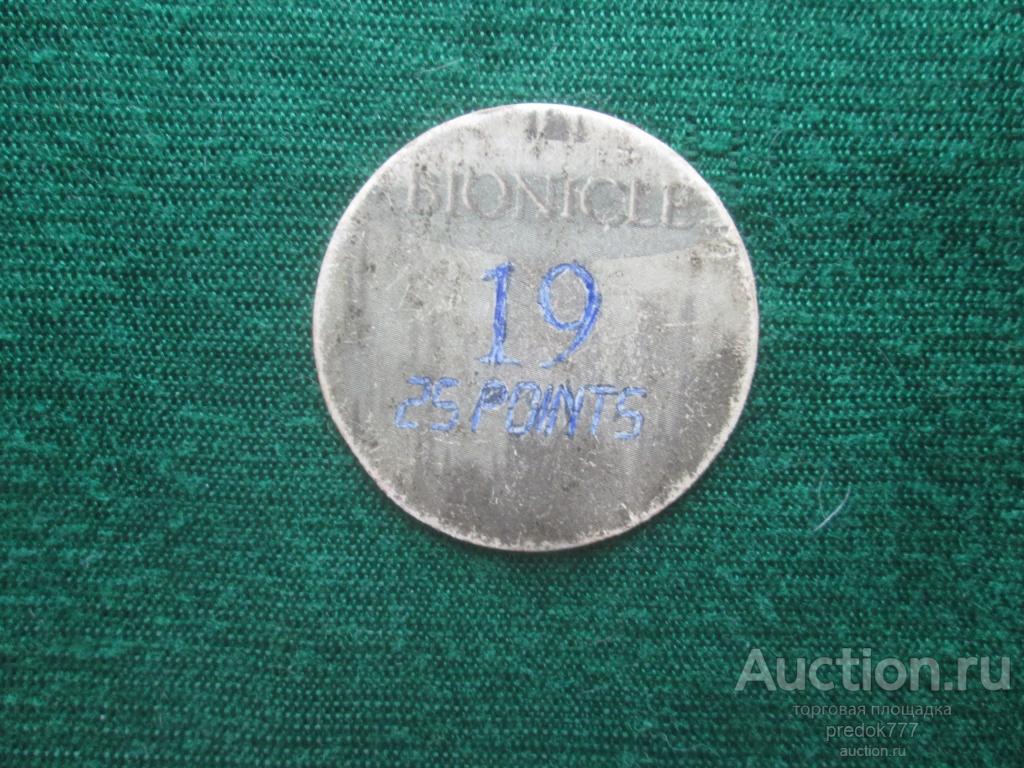 BIONICLE
19
25 POINTS
Auction.ru
торговая площадка
predok777
auction.ru